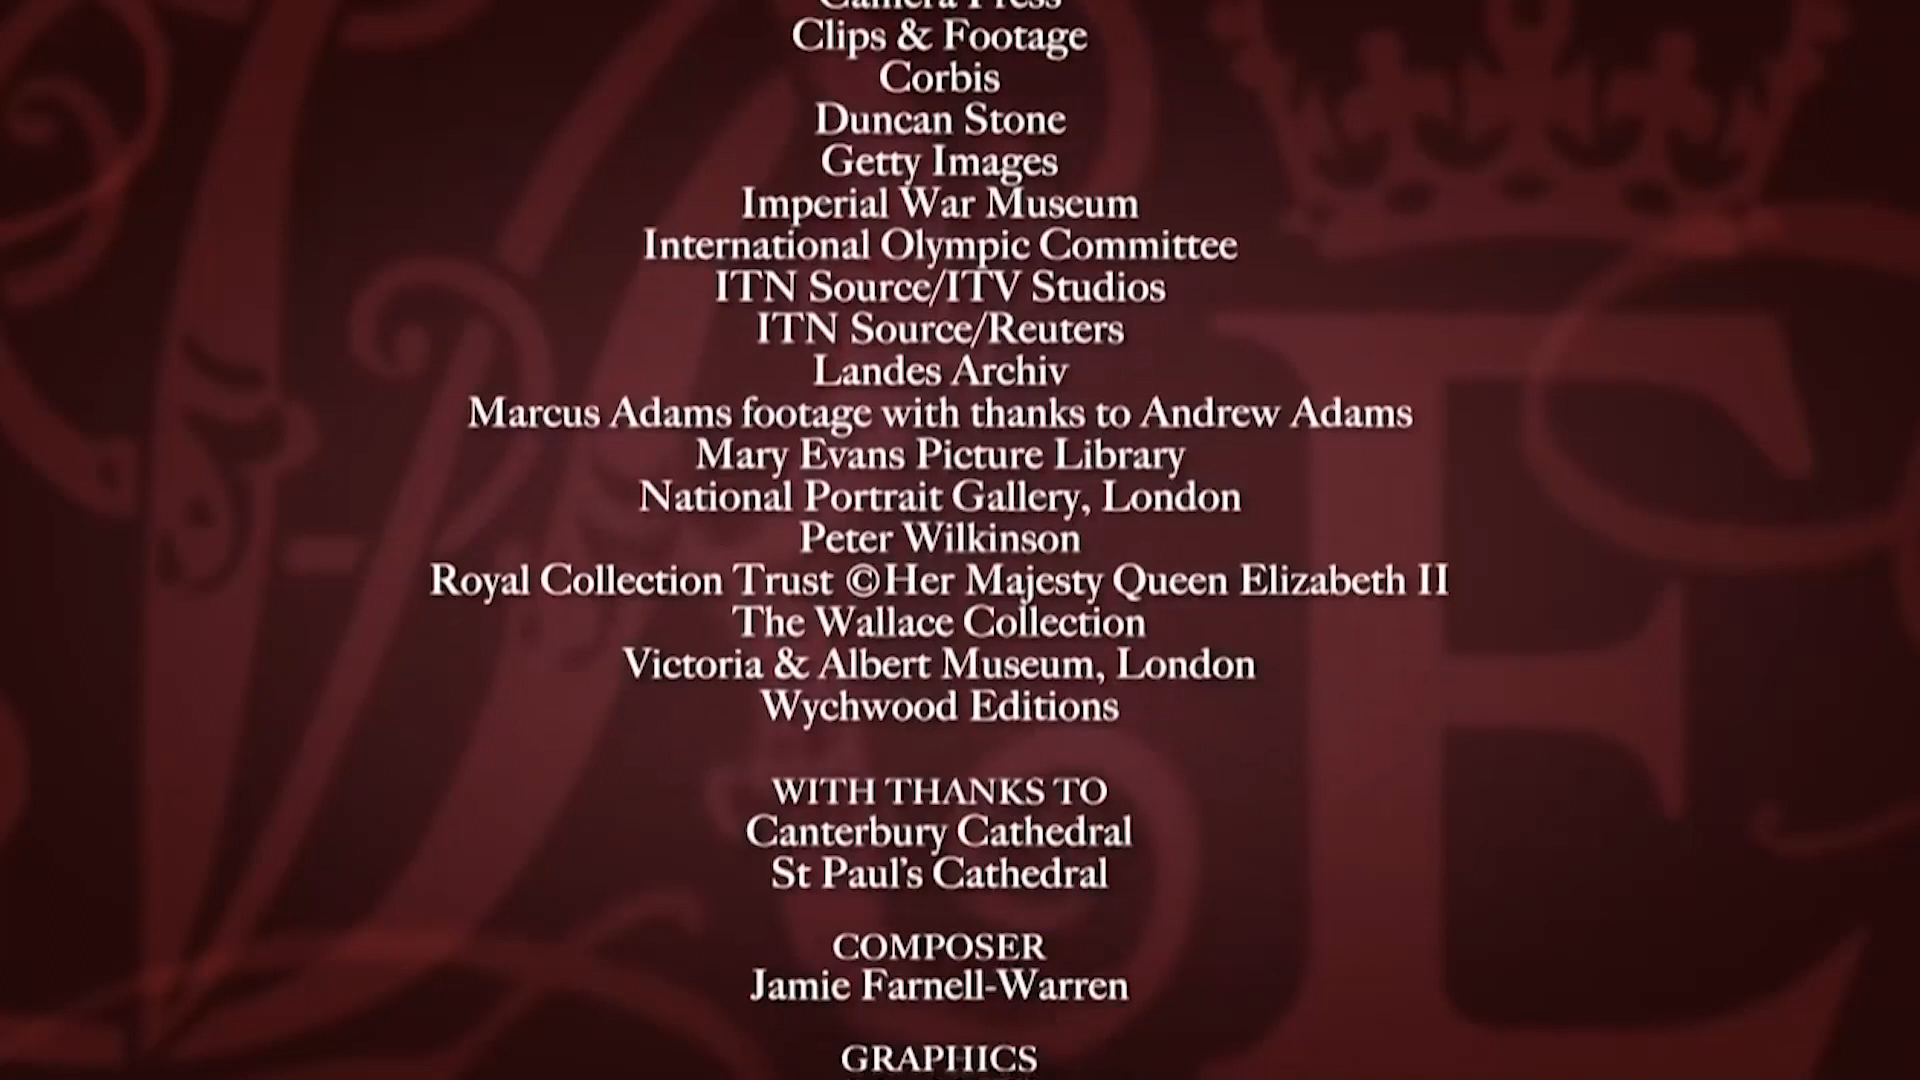 Camera Press
Clips & Footage
Corbis
Duncan Stone
Getty Images
Imperial War Museum
International Olympic Committee
ITN Source/ITV Studios
ITN Source/Reuters
Landes Archiv
Marcus Adams footage with thanks to Andrew Adams
Mary Evans Picture Library
National Portrait Gallery, London
Peter Wilkinson
Royal Collection Trust ©Her Majesty Queen Elizabeth II
The Wallace Collection
Victoria & Albert Museum, London
Wychwood Editions
WITH THANKS TO
Canterbury Cathedral
St Paul's Cathedral
COMPOSER
Jamie Farnell-Warren
GRAPHICS